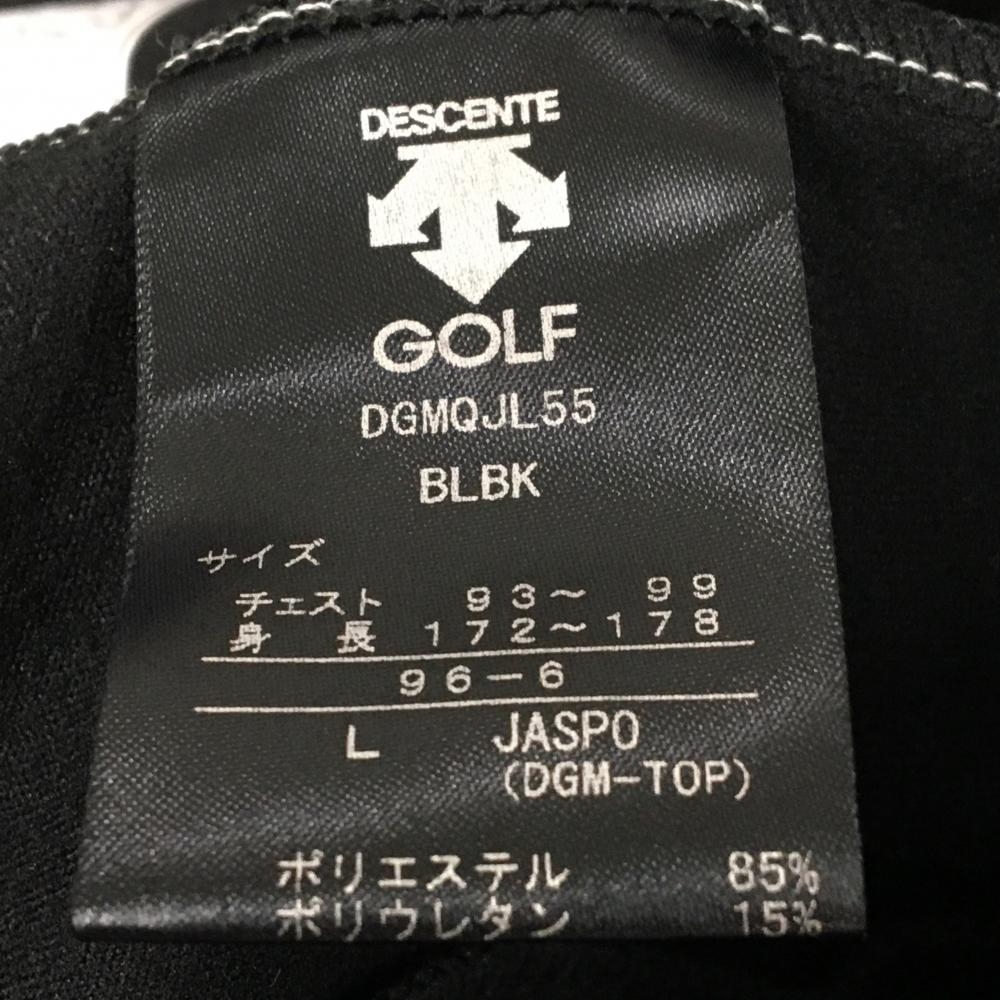 DESCENTE
GOLF
DGMQJL55
BLBK
サイズ
チェスト 93～ 99
身 長 172～178
96－6
L JASPO
(DGM-TOP)
ポリエステル 85%
ポリウレタン 15%